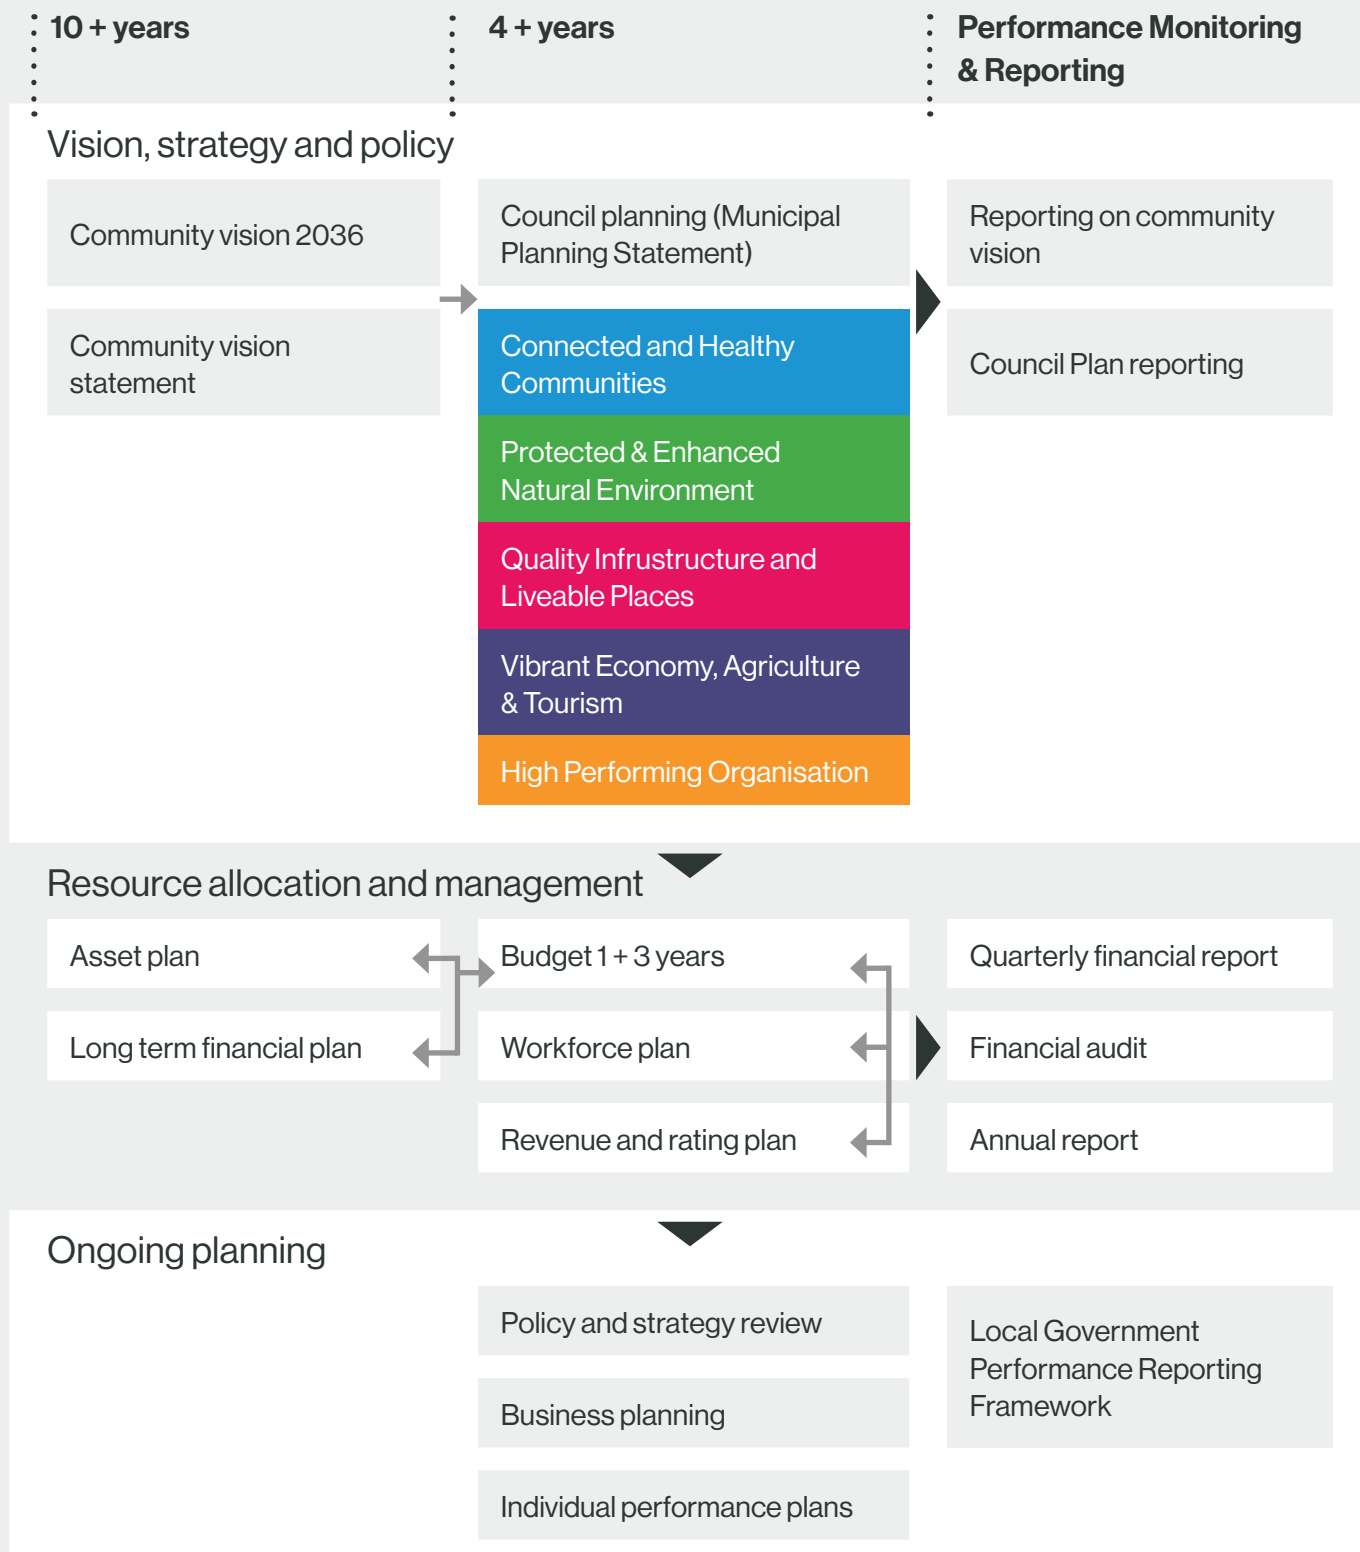 10 + years
4 + years
Performance Monitoring
& Reporting
Vision, strategy and policy
Community vision 2036
Community vision
statement
Council planning (Municipal
Planning Statement)
Connected and Healthy
Communities
Protected & Enhanced
Natural Environment
Quality Infrustructure and
Liveable Places
Vibrant Economy, Agriculture
& Tourism
High Performing Organisation
Reporting on community
vision
Council Plan reporting
Resource allocation and management
Asset plan
Long term financial plan
Budget 1 + 3 years
Workforce plan
Revenue and rating plan
Quarterly financial report
Financial audit
Annual report
Ongoing planning
Policy and strategy review
Business planning
Individual performance plans
Local Government
Performance Reporting
Framework